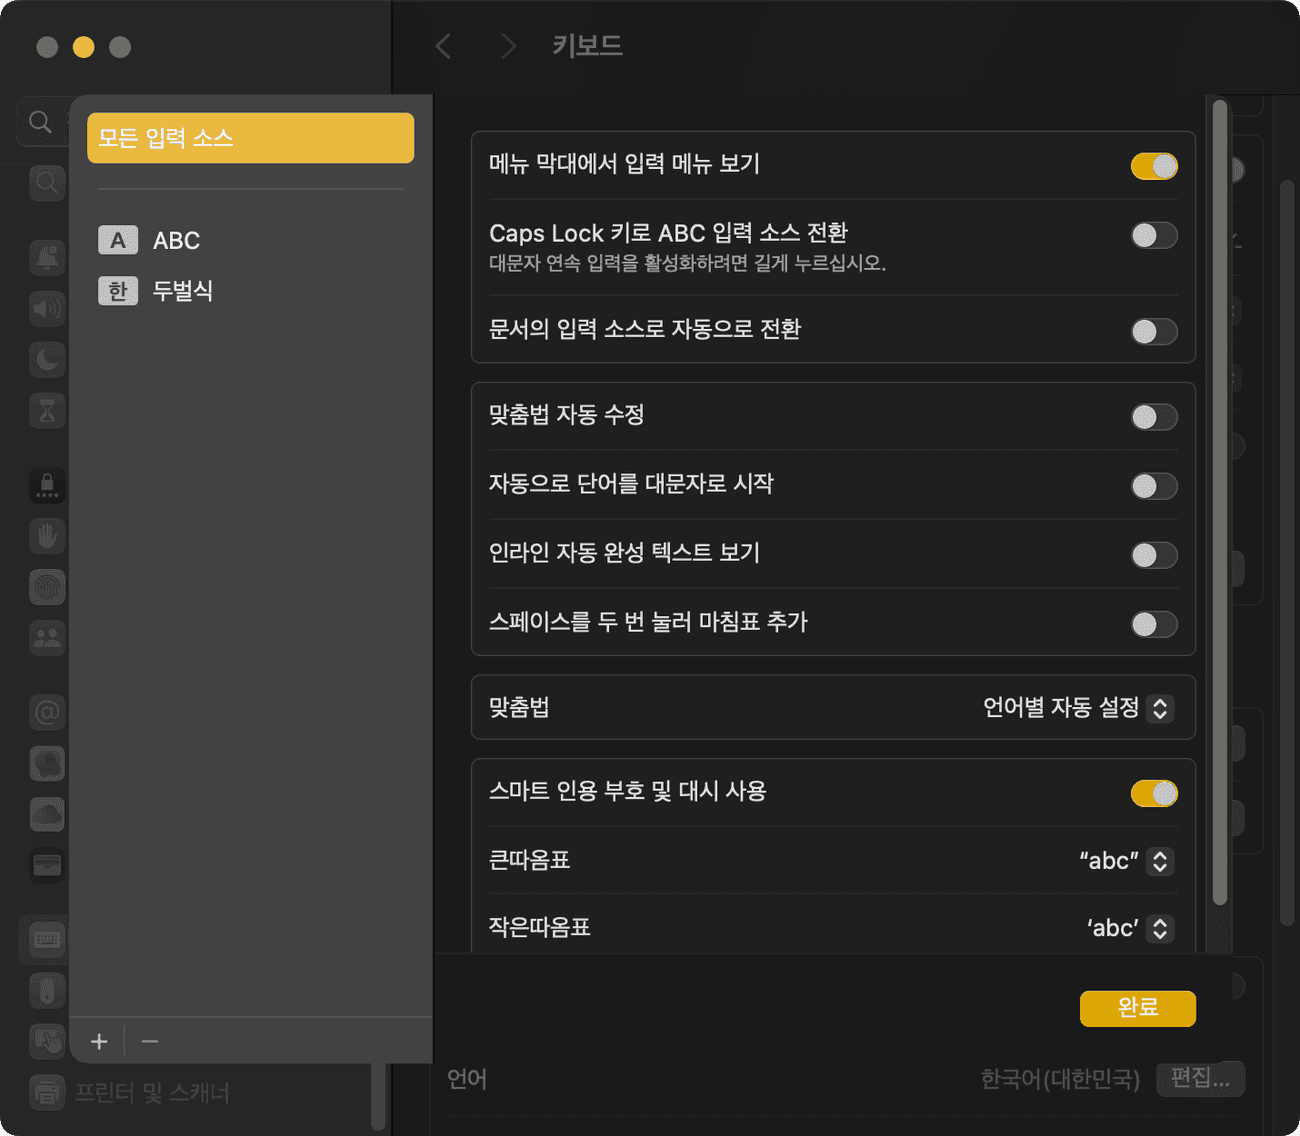 키보드
모든 입력 소스
A ABC
한 두벌식
메뉴 막대에서 입력 메뉴 보기
Caps Lock 키로 ABC 입력 소스 전환
대문자 연속 입력을 활성화하려면 길게 누르십시오.
문서의 입력 소스로 자동으로 전환
맞춤법 자동 수정
자동으로 단어를 대문자로 시작
인라인 자동 완성 텍스트 보기
스페이스를 두 번 눌러 마침표 추가
맞춤법 언어별 자동 설정
스마트 인용 부호 및 대시 사용
큰따옴표 “abc”
작은따옴표 ‘abc’
완료
언어 한국어(대한민국) 편집...
프린터 및 스캐너